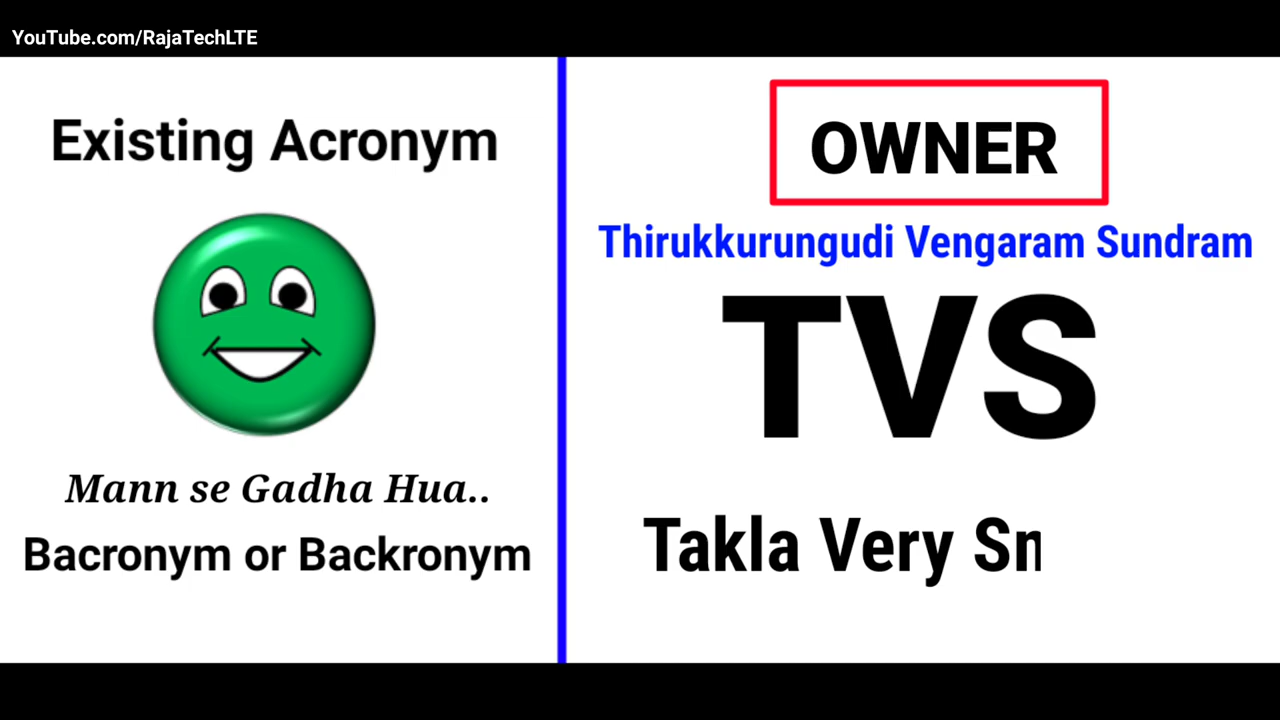 YouTube.com/RajaTechLTE
Existing Acronym
Mann se Gadha Hua..
Bacronym or Backronym
OWNER
Thirukkurungudi Vengaram Sundram
TVS
Takla Very